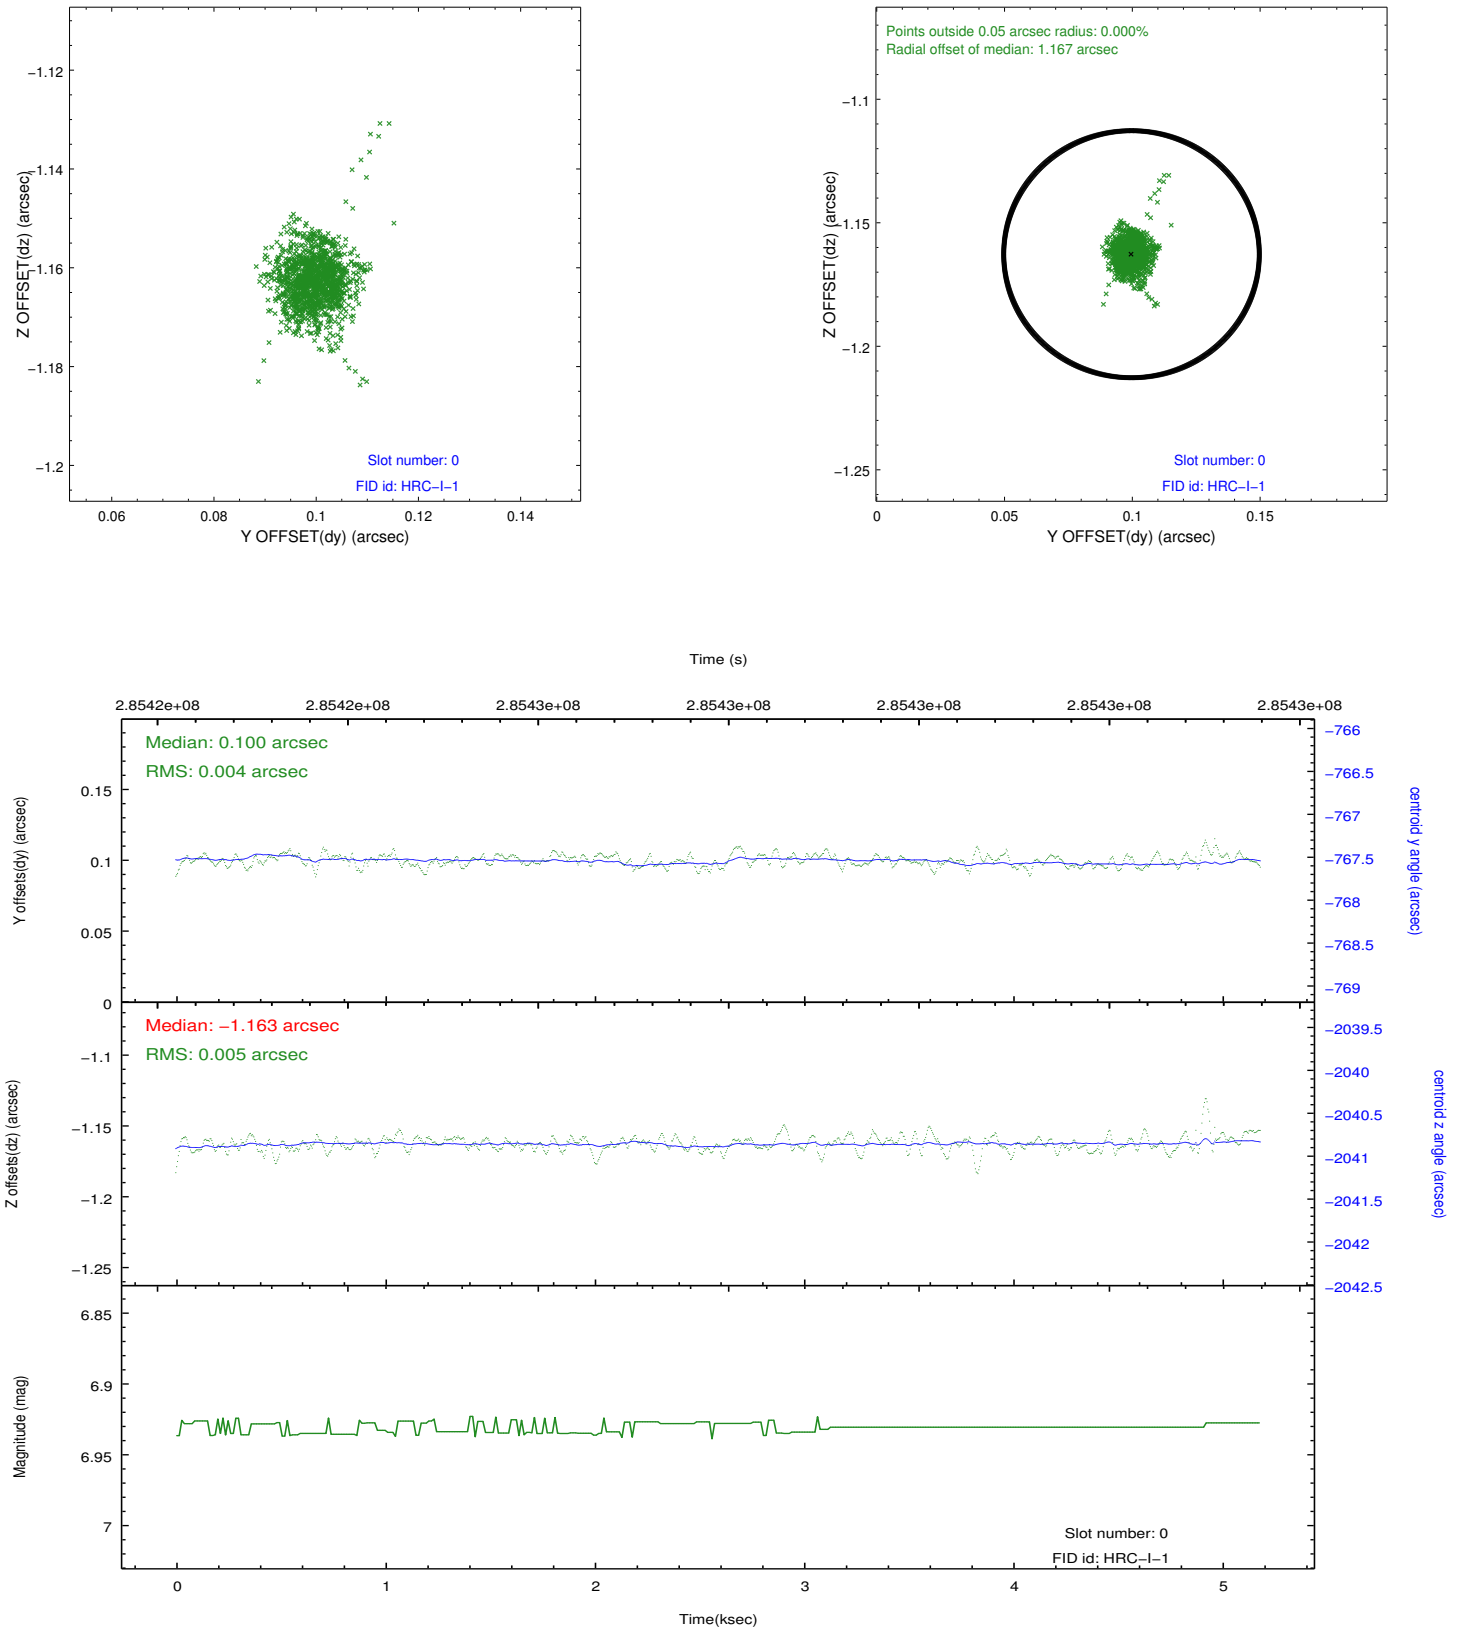 −1.12
−1.14
−1.16
−1.18
−1.2
Z OFFSET(dz) (arcsec)
Slot number: 0
FID id: HRC−I−1
0.06
0.08
0.1
0.12
0.14
Y OFFSET(dy) (arcsec)
Points outside 0.05 arcsec radius: 0.000%
Radial offset of median: 1.167 arcsec
−1.1
−1.15
−1.2
−1.25
Z OFFSET(dz) (arcsec)
Slot number: 0
FID id: HRC−I−1
0
0.05
0.1
0.15
Y OFFSET(dy) (arcsec)
Time (s)
2.8542e+08
2.8542e+08
2.8543e+08
2.8543e+08
2.8543e+08
2.8543e+08
2.8543e+08
Median: 0.100 arcsec
RMS: 0.004 arcsec
0.15
0.1
0.05
0
Y offsets(dy) (arcsec)
−766
−766.5
−767
−767.5
−768
−768.5
−769
centroid y angle (arcsec)
Median: −1.163 arcsec
RMS: 0.005 arcsec
−1.1
−1.15
−1.2
−1.25
Z offsets(dz) (arcsec)
−2039.5
−2040
−2040.5
−2041
−2041.5
−2042
−2042.5
centroid z angle (arcsec)
6.85
6.9
6.95
7
Magnitude (mag)
Slot number: 0
FID id: HRC−I−1
0
1
2
3
4
5
Time(ksec)